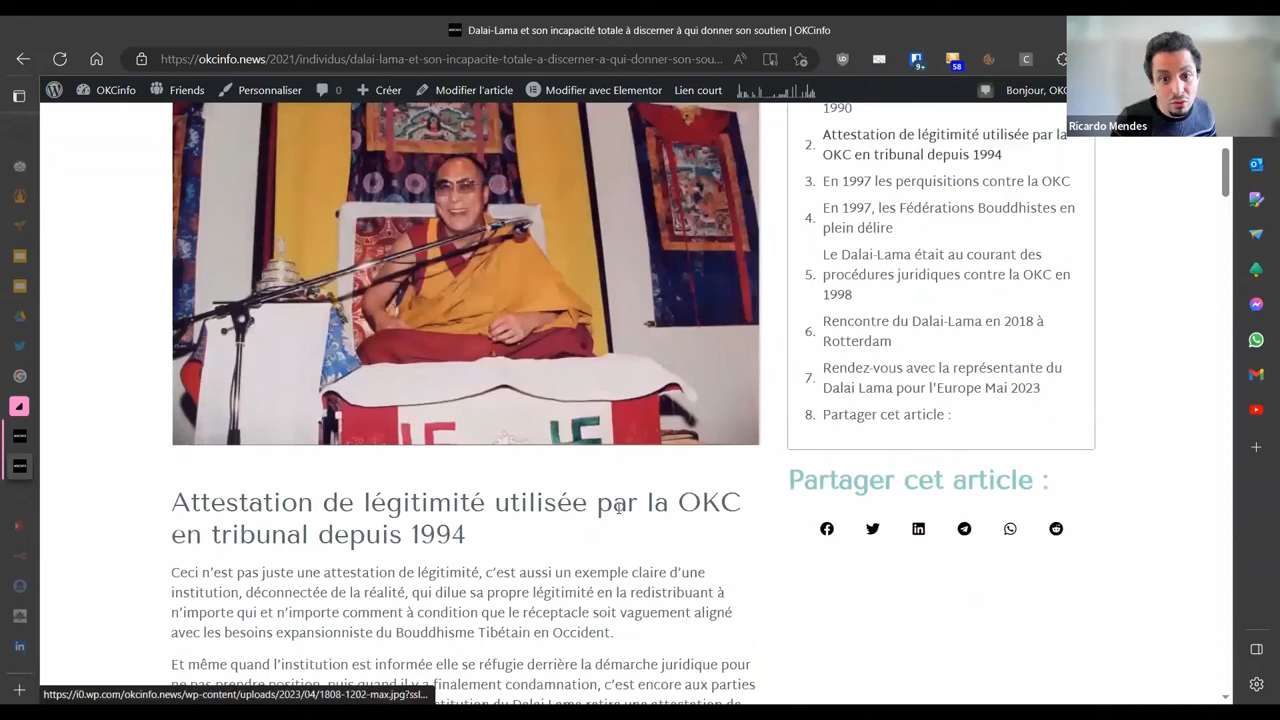 Dalai-Lama et son incapacité totale à discerner à qui donner son soutien | OKCinfo
https://okcinfo.news/2021/individus/dalai-lama-et-son-incapacite-totale-a-discerner-a-qui-donner-son-sou...
9+
58
OKCinfo
Friends
Personnaliser
0
Créer
Modifier l'article
Modifier avec Elementor
Lien court
Bonjour, OKC
Ricardo Mendes
1990
2. Attestation de légitimité utilisée par la
OKC en tribunal depuis 1994
3. En 1997 les perquisitions contre la OKC
4. En 1997, les Fédérations Bouddhistes en
plein délire
5. Le Dalai-Lama était au courant des
procédures juridiques contre la OKC en
1998
6. Rencontre du Dalai-Lama en 2018 à
Rotterdam
7. Rendez-vous avec la représentante du
Dalai Lama pour l'Europe Mai 2023
8. Partager cet article :
Partager cet article :
Attestation de légitimité utilisée par la OKC
en tribunal depuis 1994
Ceci n'est pas juste une attestation de légitimité, c'est aussi un exemple claire d'une
institution, déconnectée de la réalité, qui dilue sa propre légitimité en la redistribuant à
n'importe qui et n'importe comment à condition que le réceptacle soit vaguement aligné
avec les besoins expansionniste du Bouddhisme Tibétain en Occident.
Et même quand l'institution est informée elle se réfugie derrière la démarche juridique pour
ne pas prendre position, puis quand il y a finalement condamnation, c'est encore aux parties
https://i0.wp.com/okcinfo.news/wp-content/uploads/2023/04/1808-1202-max.jpg?ssl...